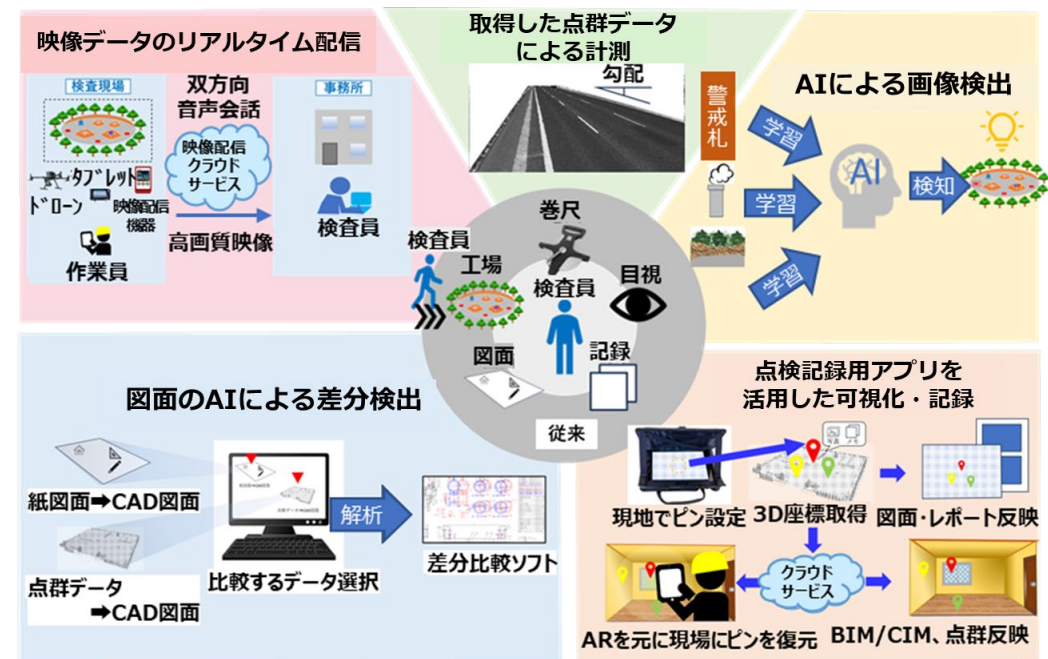 映像データのリアルタイム配信
検査現場
タブレット
ドローン
映像配信
機器
作業員
双方向
音声会話
映像配信
クラウド
サービス
高画質映像
事務所
検査員
取得した点群データ
による計測
勾配
AIによる画像検出
警戒札
学習
学習
学習
AI
検知
検査員
工場
巻尺
検査員
目視
図面
記録
従来
図面のAIによる差分検出
紙図面➡CAD図面
点群データ
➡CAD図面
比較するデータ選択
解析
差分比較ソフト
点検記録用アプリを
活用した可視化・記録
写真
メモ
現地でピン設定
3D座標取得
図面・レポート反映
クラウド
サービス
ARを元に現場にピンを復元
BIM/CIM、点群反映